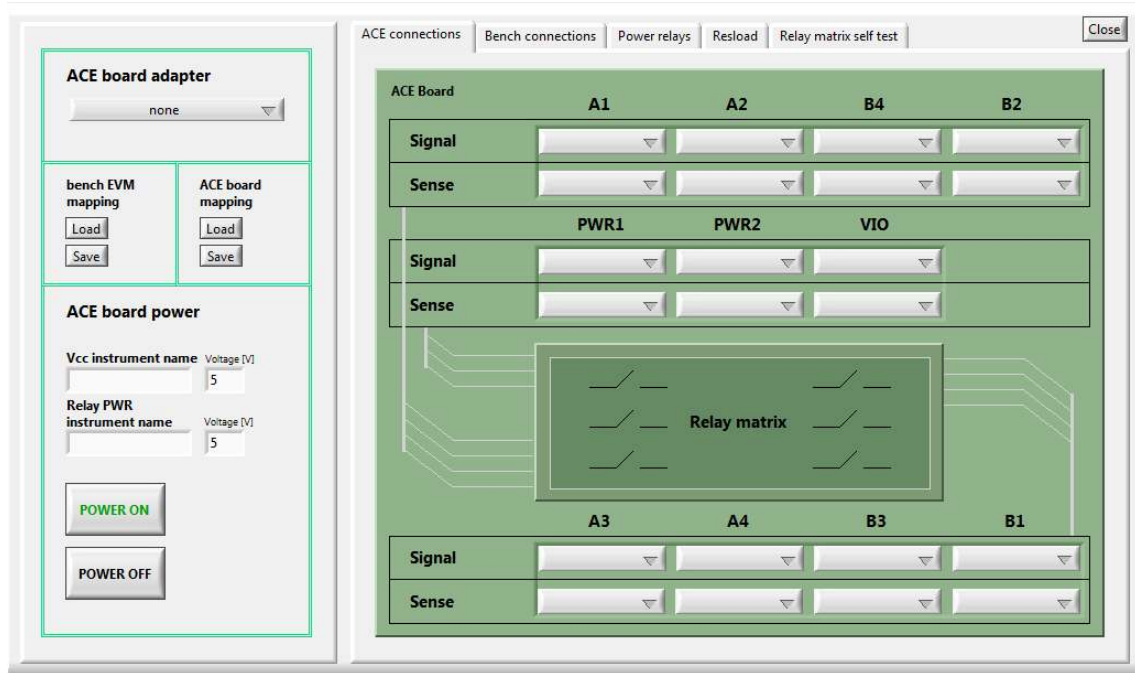 ACE connections
Bench connections
Power relays
Resload
Relay matrix self test
Close
ACE board adapter
none
bench EVM
mapping
Load
Save
ACE board
mapping
Load
Save
ACE board power
Vcc instrument name Voltage [V]
5
Relay PWR
instrument name Voltage [V]
5
POWER ON
POWER OFF
ACE Board
A1 A2 B4 B2
Signal
Sense
PWR1 PWR2 VIO
Signal
Sense
Relay matrix
A3 A4 B3 B1
Signal
Sense